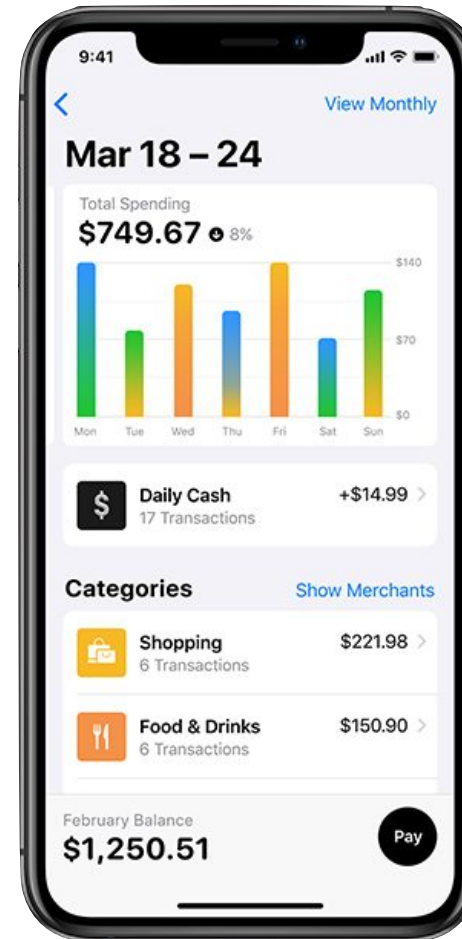 9:41
View Monthly
Mar 18 – 24
Total Spending
$749.67 8%
$140
$70
$0
Mon Tue Wed Thu Fri Sat Sun
$
Daily Cash +$14.99
17 Transactions
Categories Show Merchants
Shopping $221.98
6 Transactions
Food & Drinks $150.90
6 Transactions
February Balance
$1,250.51
Pay